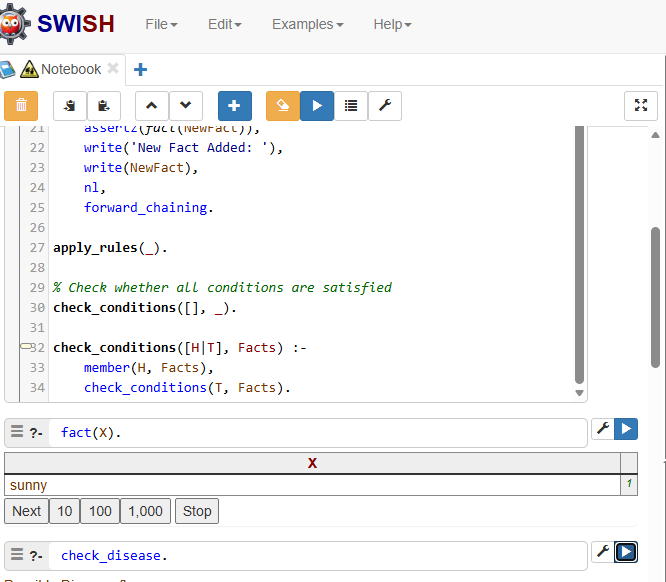 SWISH File Edit Examples Help
Notebook
21 assertz(fact(NewFact)),
22 write('New Fact Added: '),
23 write(NewFact),
24 nl,
25 forward_chaining.
26
27 apply_rules(_).
28
29 % Check whether all conditions are satisfied
30 check_conditions([], _).
31
32 check_conditions([H|T], Facts) :-
33 member(H, Facts),
34 check_conditions(T, Facts).
?- fact(X).
X
sunny 1
Next 10 100 1,000 Stop
?- check_disease.